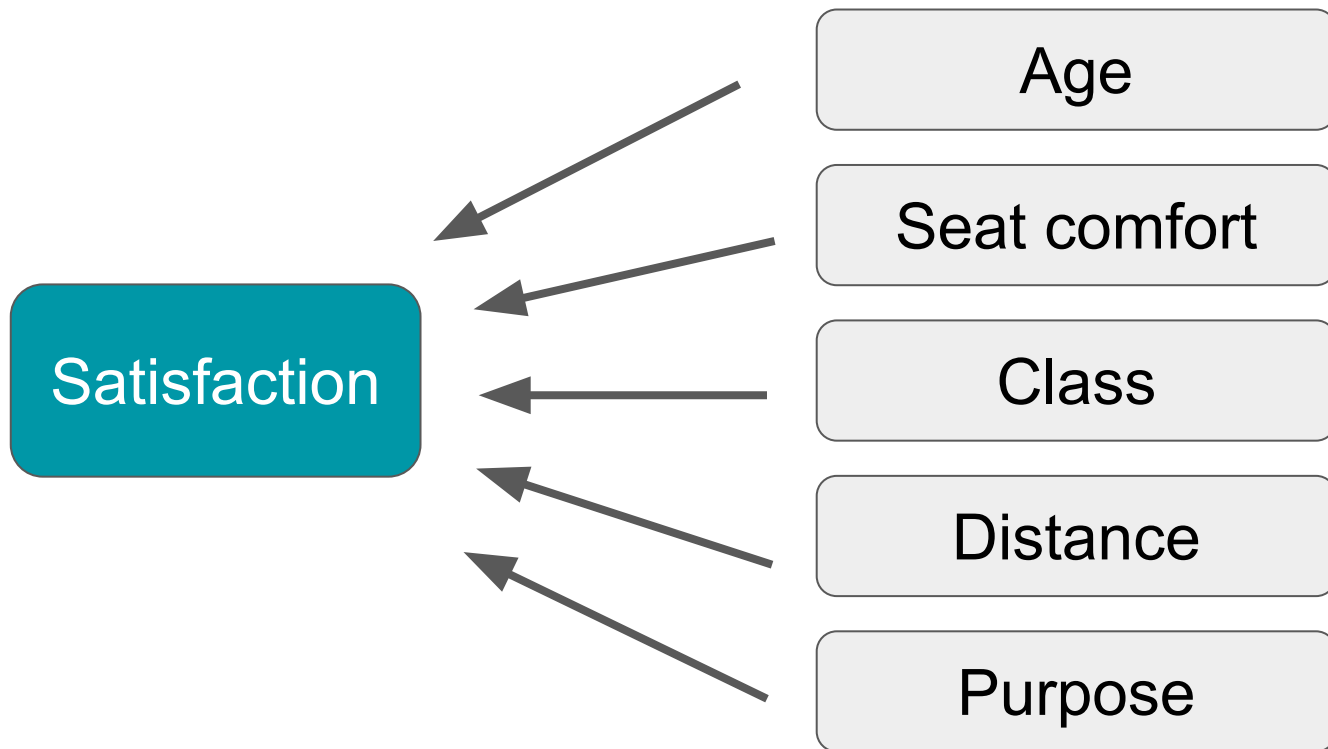 Age
Seat comfort
Satisfaction
Class
Distance
Purpose